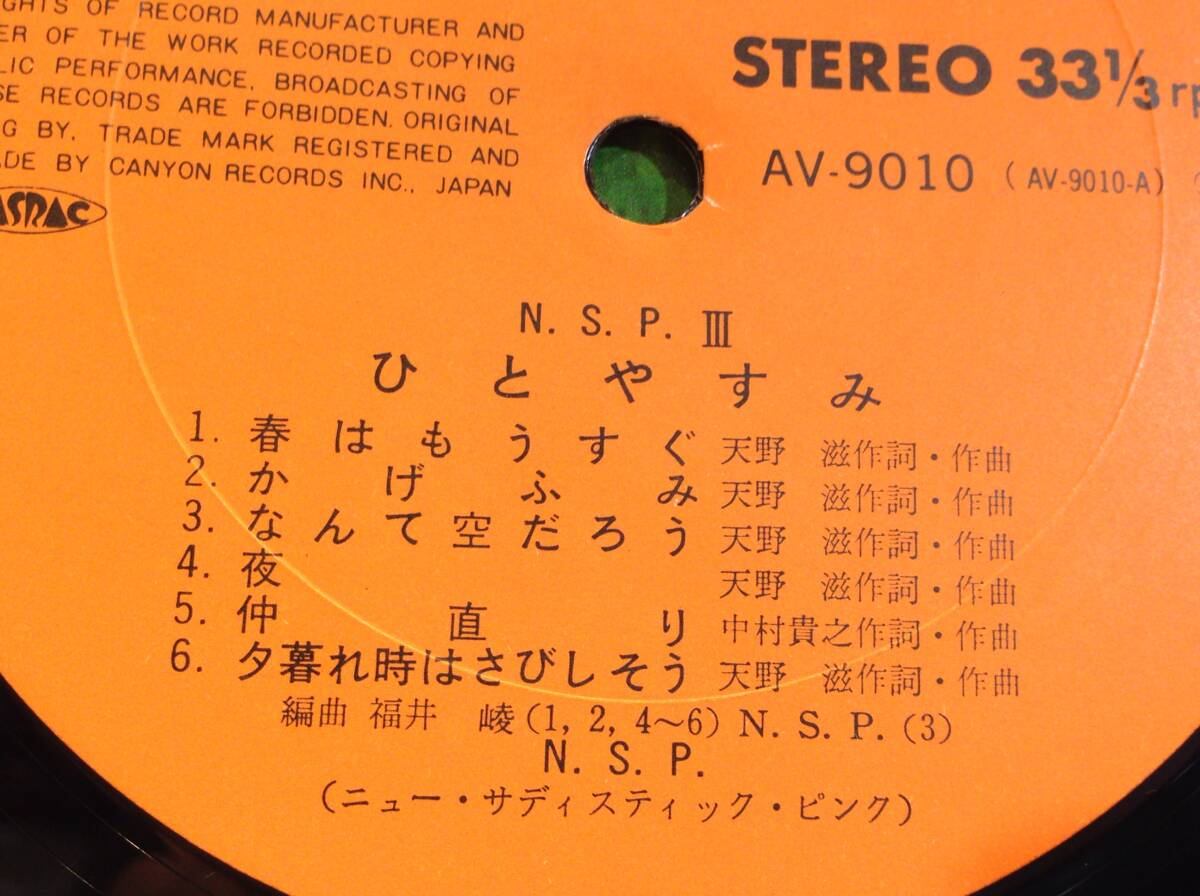 GHTS OF RECORD MANUFACTURER AND
ER OF THE WORK RECORDED COPYING
LIC PERFORMANCE, BROADCASTING OF
SE RECORDS ARE FORBIDDEN. ORIGINAL
G BY, TRADE MARK REGISTERED AND
ADE BY CANYON RECORDS INC., JAPAN
JASRAC
STEREO 33⅓ rp
AV-9010 (AV-9010-A)
N. S. P. Ⅲ
ひとやすみ
1. 春はもうすぐ 天野 滋作詞・作曲
2. かげふみ 天野 滋作詞・作曲
3. なんて空だろう 天野 滋作詞・作曲
4. 夜 天野 滋作詞・作曲
5. 仲直り 中村貴之作詞・作曲
6. 夕暮れ時はさびしそう 天野 滋作詞・作曲
編曲 福井 崚(1, 2, 4〜6) N. S. P. (3)
N. S. P.
(ニュー・サディスティック・ピンク)